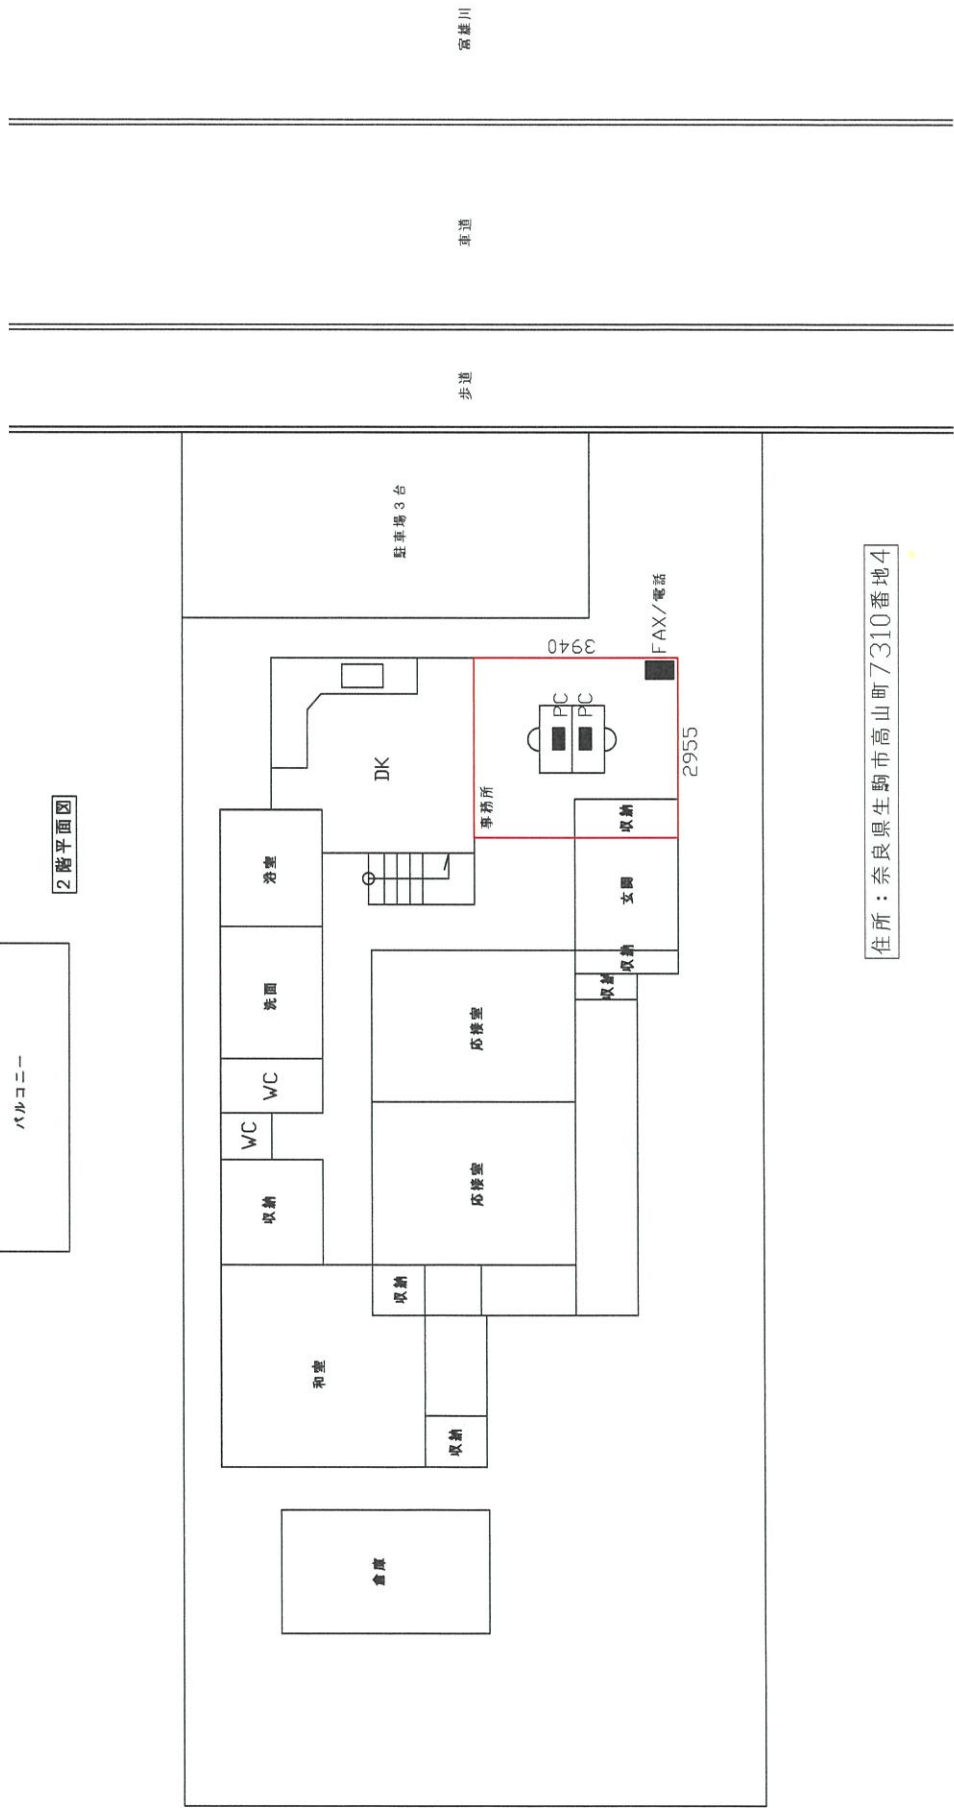 富雄川
車道
歩道
駐車場3台
FAX/電話
3940
2955
PC
PC
事務所
収納
DK
玄関
収納
収納
浴室
洗面
WC
WC
収納
応接室
応接室
収納
和室
収納
倉庫
2階平面図
バルコニー
住所：奈良県生駒市高山町7310番地4